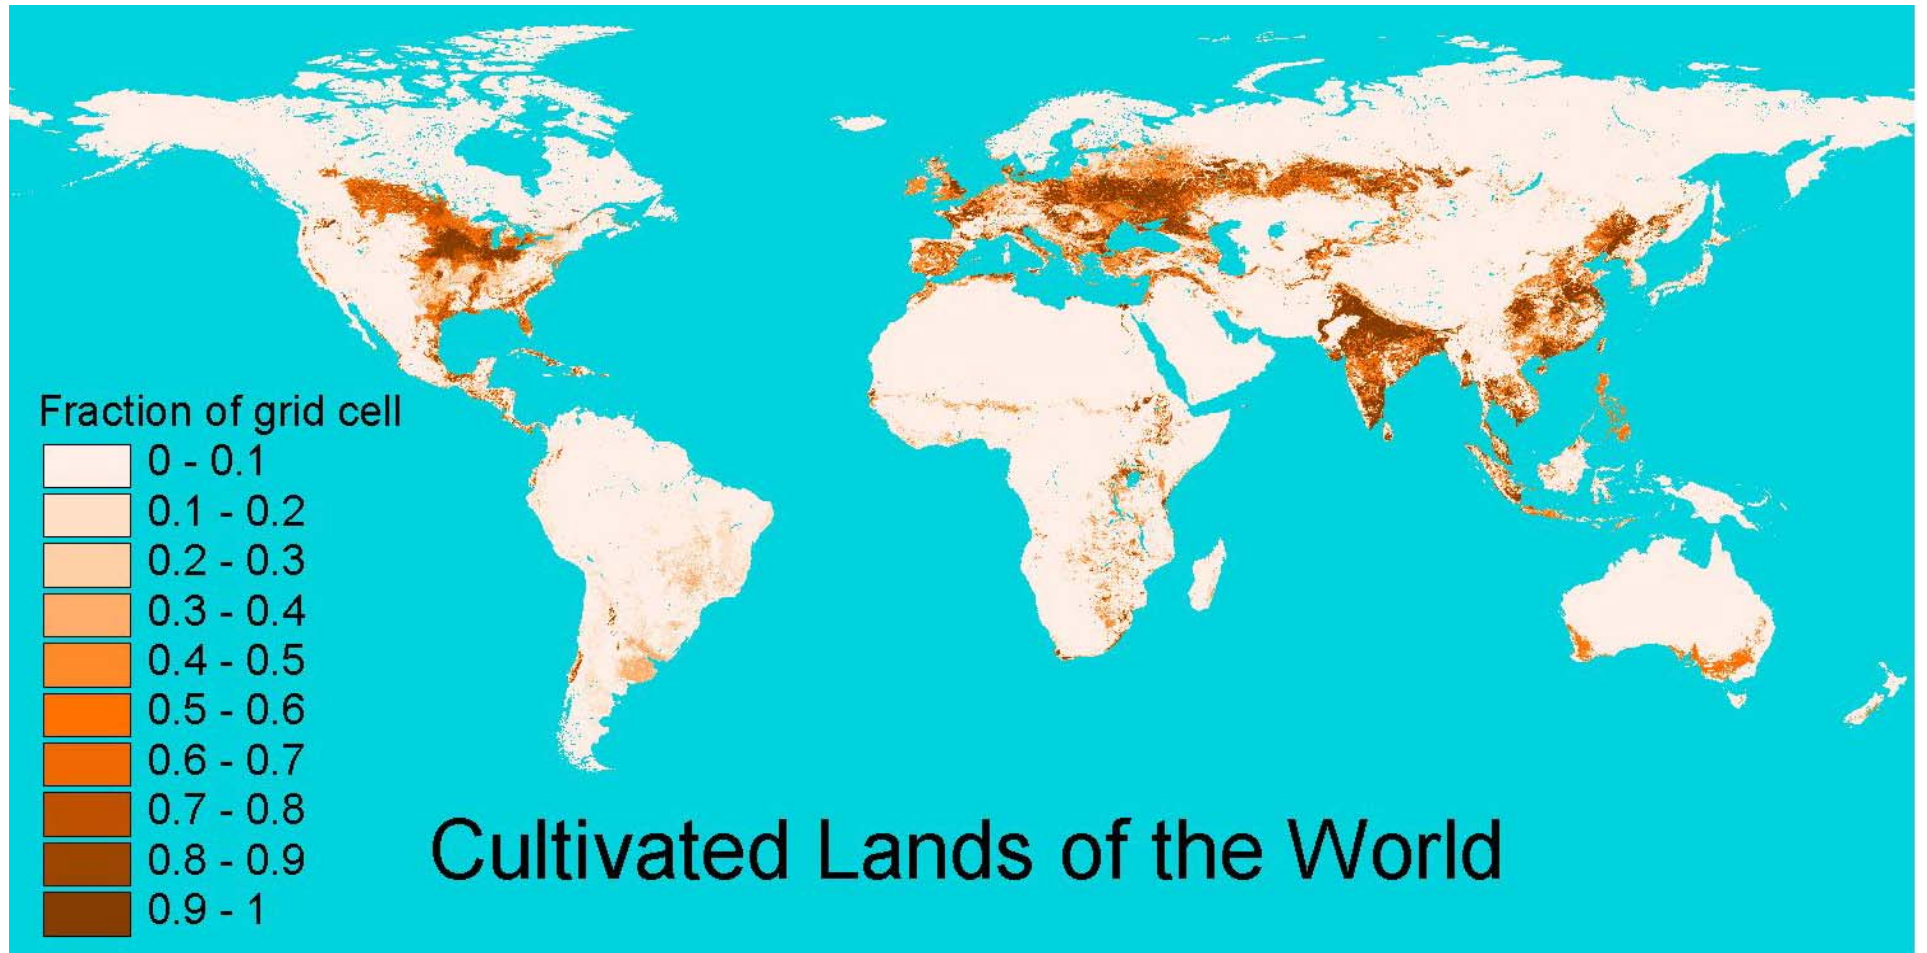 Fraction of grid cell
0 - 0.1
0.1 - 0.2
0.2 - 0.3
0.3 - 0.4
0.4 - 0.5
0.5 - 0.6
0.6 - 0.7
0.7 - 0.8
0.8 - 0.9
0.9 - 1
Cultivated Lands of the World